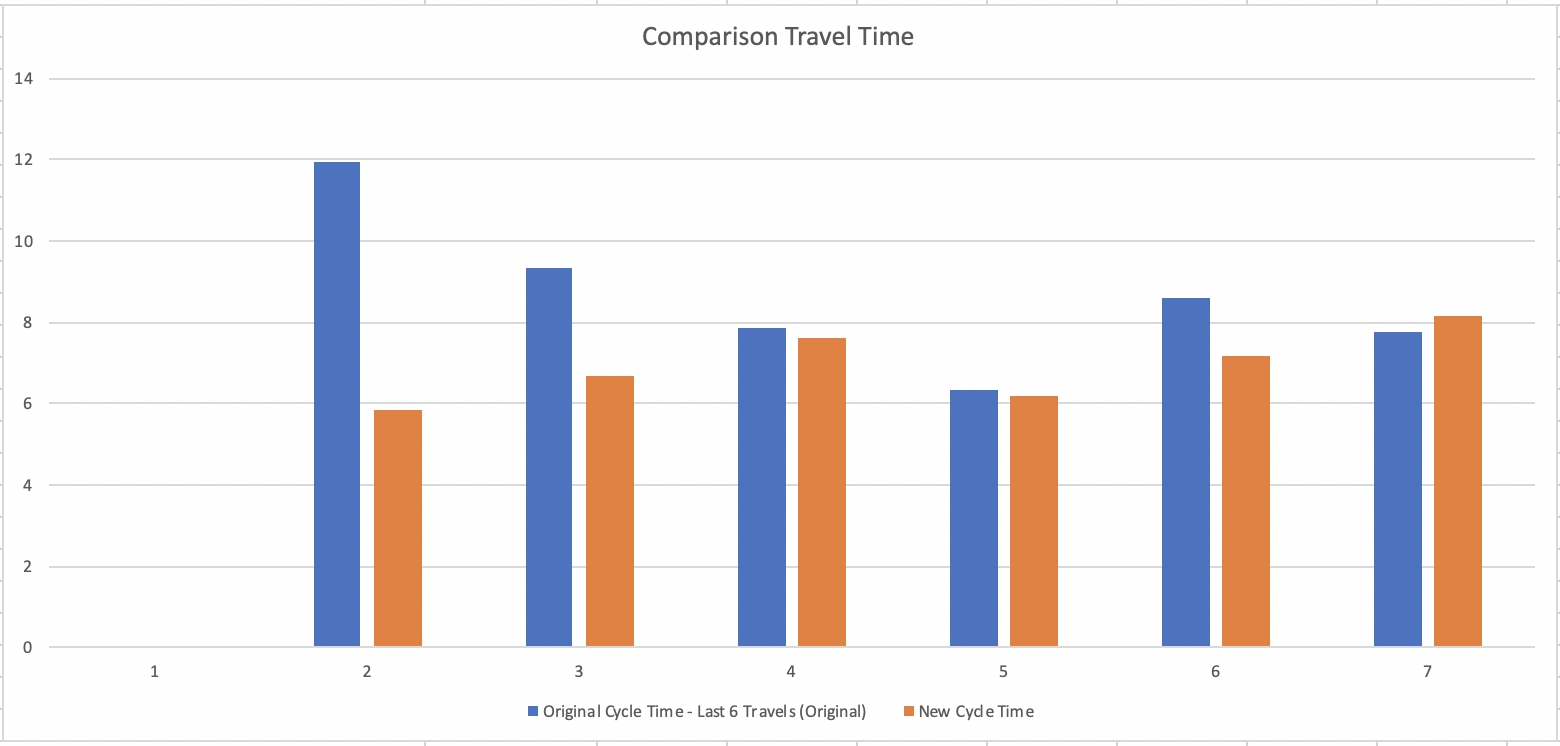 Comparison Travel Time
14
12
10
8
6
4
2
0
1 2 3 4 5 6 7
Original Cycle Time - Last 6 Travels (Original) New Cycle Time